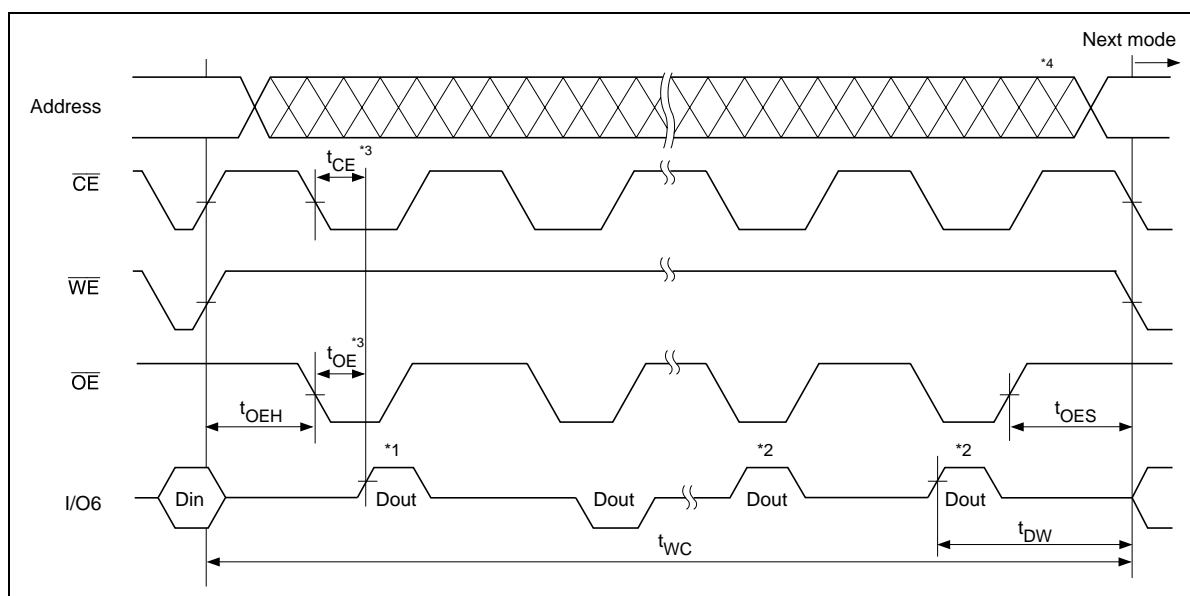 Next mode
*4
Address
tCE *3
CE
WE
tOE *3
OE
tOEH
tOES
*1
*2
*2
I/O6
Din
Dout
Dout
Dout
Dout
tWC
tDW